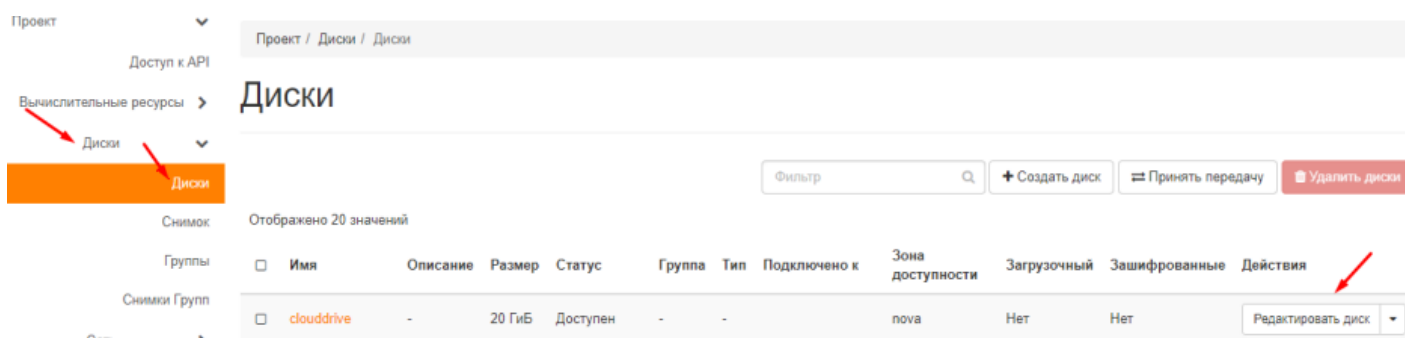 Проект
Доступ к API
Вычислительные ресурсы
Диски
Диски
Снимок
Группы
Снимки Групп
Проект / Диски / Диски
Диски
Фильтр
Создать диск
Принять передачу
Удалить диски
Отображено 20 значений
Имя Описание Размер Статус Группа Тип Подключено к Зона доступности Загрузочный Зашифрованные Действия
clouddrive - 20 ГиБ Доступен - - nova Нет Нет Редактировать диск